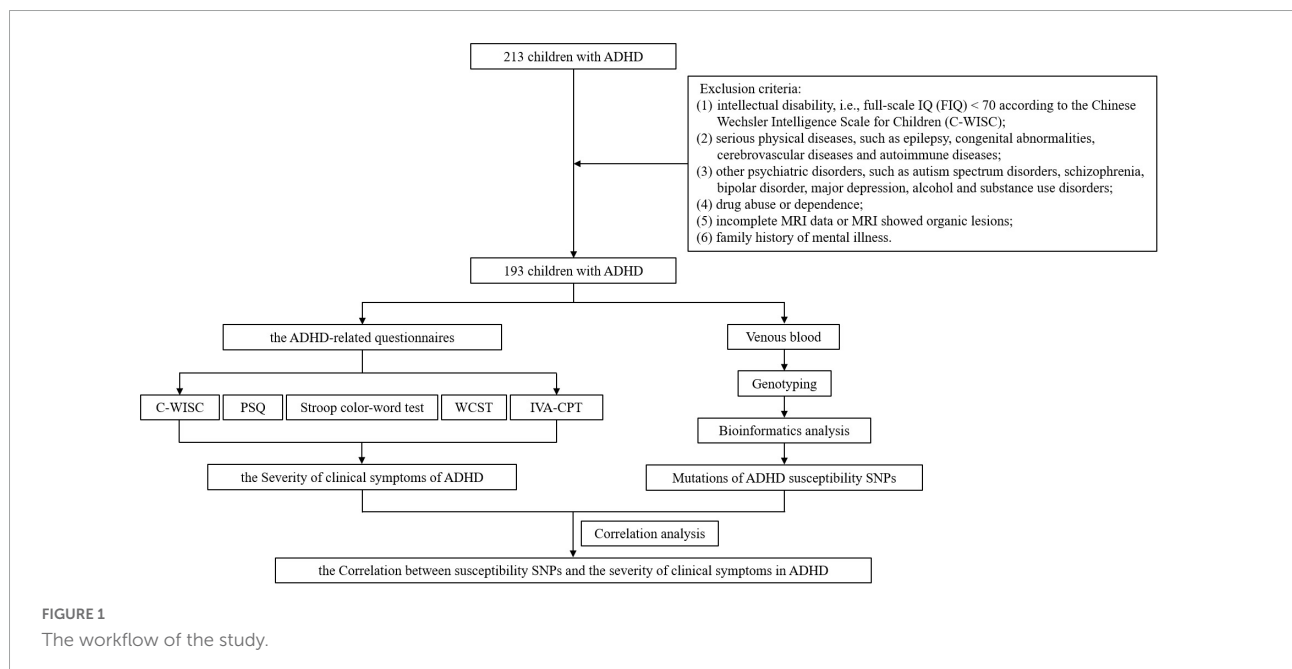 213 children with ADHD
Exclusion criteria:
(1) intellectual disability, i.e., full-scale IQ (FIQ) < 70 according to the Chinese
Wechsler Intelligence Scale for Children (C-WISC);
(2) serious physical diseases, such as epilepsy, congenital abnormalities,
cerebrovascular diseases and autoimmune diseases;
(3) other psychiatric disorders, such as autism spectrum disorders, schizophrenia,
bipolar disorder, major depression, alcohol and substance use disorders;
(4) drug abuse or dependence;
(5) incomplete MRI data or MRI showed organic lesions;
(6) family history of mental illness.
193 children with ADHD
the ADHD-related questionnaires
Venous blood
Genotyping
C-WISC
PSQ
Stroop color-word test
WCST
IVA-CPT
Bioinformatics analysis
the Severity of clinical symptoms of ADHD
Mutations of ADHD susceptibility SNPs
Correlation analysis
the Correlation between susceptibility SNPs and the severity of clinical symptoms in ADHD
FIGURE 1
The workflow of the study.